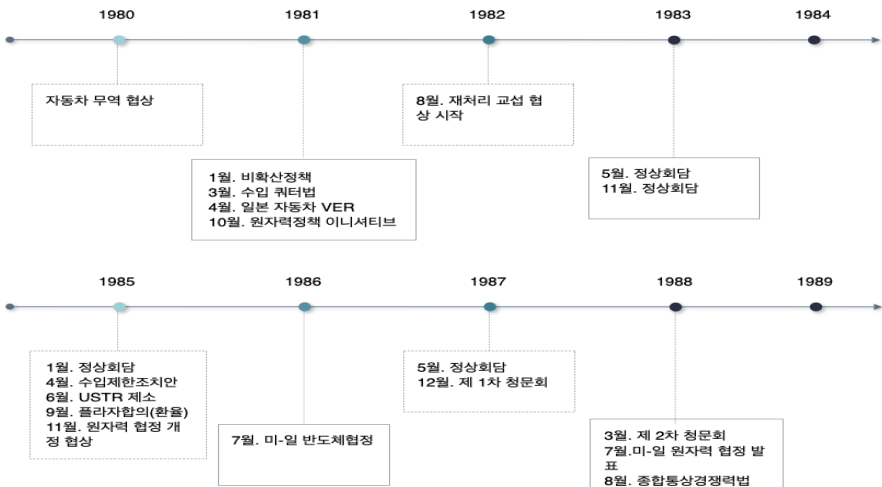 1980 1981 1982 1983 1984
자동차 무역 협상
8월. 재처리 교섭 협
상 시작
1월. 비확산정책
3월. 수입 쿼터법
4월. 일본 자동차 VER
10월. 원자력정책 이니셔티브
5월. 정상회담
11월. 정상회담
1985 1986 1987 1988 1989
1월. 정상회담
4월. 수입제한조치안
6월. USTR 제소
9월. 플라자합의(환율)
11월. 원자력 협정 개
정 협상
5월. 정상회담
12월. 제 1차 청문회
7월. 미-일 반도체협정
3월. 제 2차 청문회
7월.미-일 원자력 협정 발
표
8월. 종합통상경쟁력법